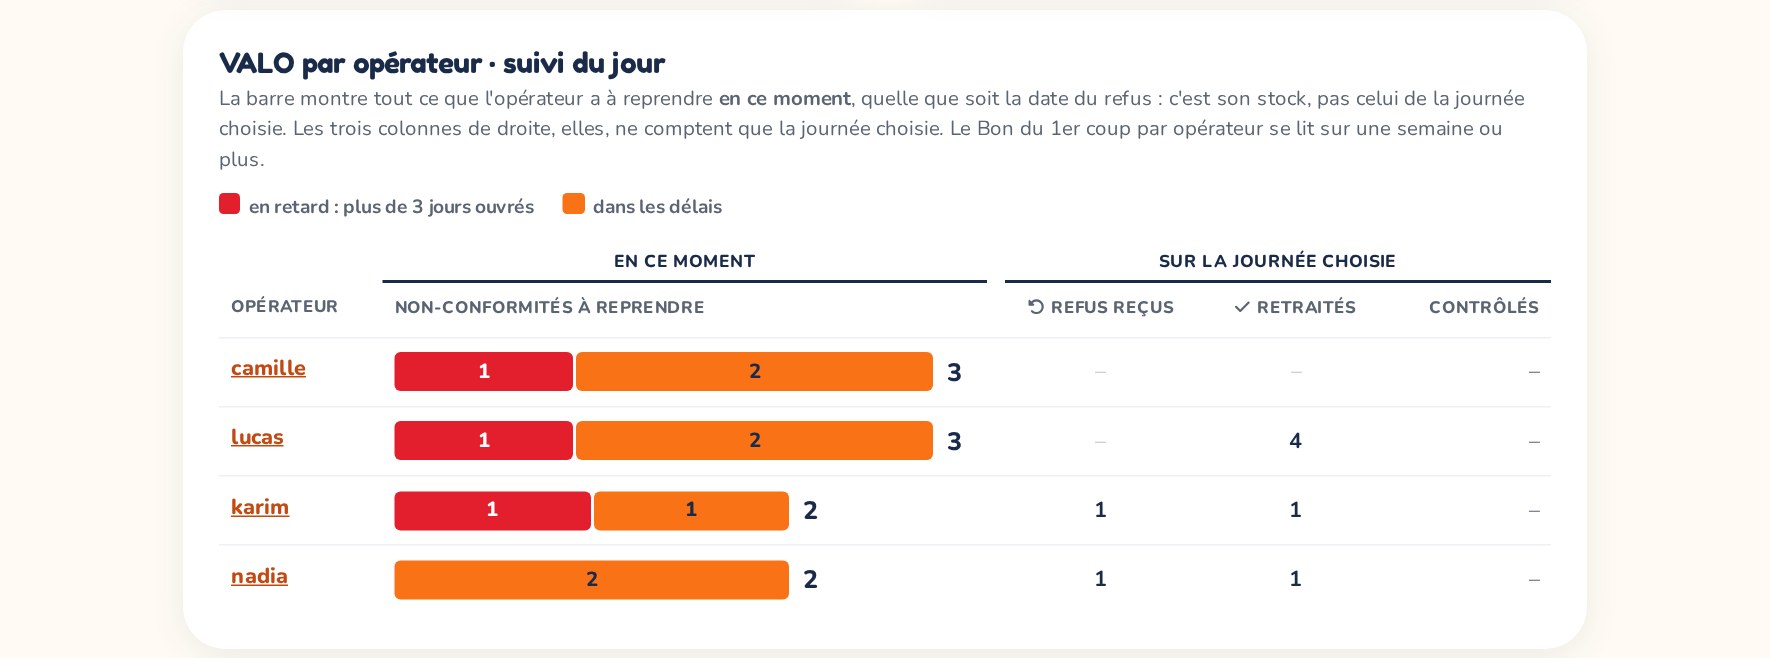 VALO par opérateur · suivi du jour
La barre montre tout ce que l'opérateur a à reprendre en ce moment, quelle que soit la date du refus : c'est son stock, pas celui de la journée
choisie. Les trois colonnes de droite, elles, ne comptent que la journée choisie. Le Bon du 1er coup par opérateur se lit sur une semaine ou
plus.
en retard : plus de 3 jours ouvrés dans les délais
EN CE MOMENT SUR LA JOURNÉE CHOISIE
OPÉRATEUR NON-CONFORMITÉS À REPRENDRE REFUS REÇUS RETRAITÉS CONTRÔLÉS
camille 1 2 3 – – –
lucas 1 2 3 – 4 –
karim 1 1 2 1 1 –
nadia 2 2 1 1 –